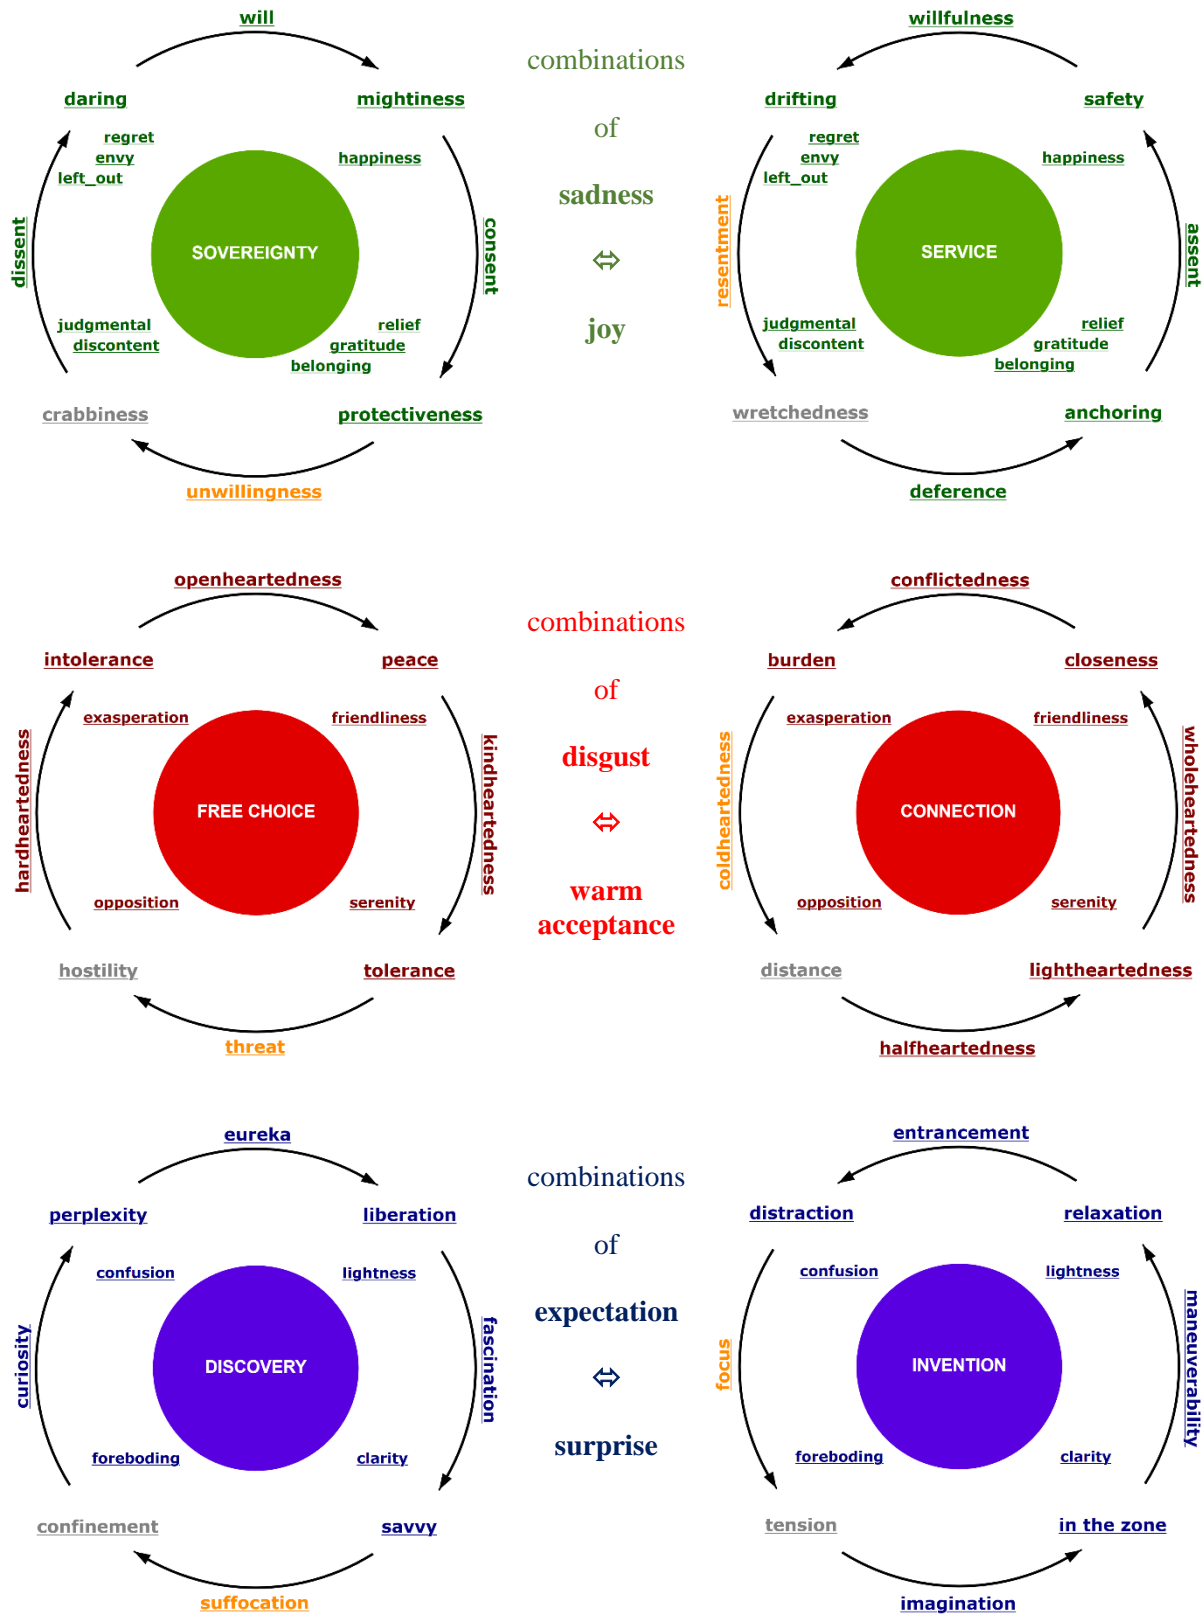 will
daring
mightiness
regret
envy
left_out
happiness
dissent
SOVEREIGNTY
consent
judgmental
discontent
relief
gratitude
belonging
crabbiness
protectiveness
unwillingness
combinations
of
sadness
⇔
joy
willfulness
drifting
safety
regret
envy
left_out
happiness
resentment
SERVICE
assent
judgmental
discontent
relief
gratitude
belonging
wretchedness
anchoring
deference
openheartedness
intolerance
peace
exasperation
friendliness
hardheartedness
FREE CHOICE
kindheartedness
opposition
serenity
hostility
tolerance
threat
combinations
of
disgust
⇔
warm
acceptance
conflictedness
burden
closeness
exasperation
friendliness
coldheartedness
CONNECTION
wholeheartedness
opposition
serenity
distance
lightheartedness
halfheartedness
eureka
perplexity
liberation
confusion
lightness
curiosity
DISCOVERY
fascination
foreboding
clarity
confinement
savvy
suffocation
combinations
of
expectation
⇔
surprise
entrancement
distraction
relaxation
confusion
lightness
focus
INVENTION
maneuverability
foreboding
clarity
tension
in the zone
imagination